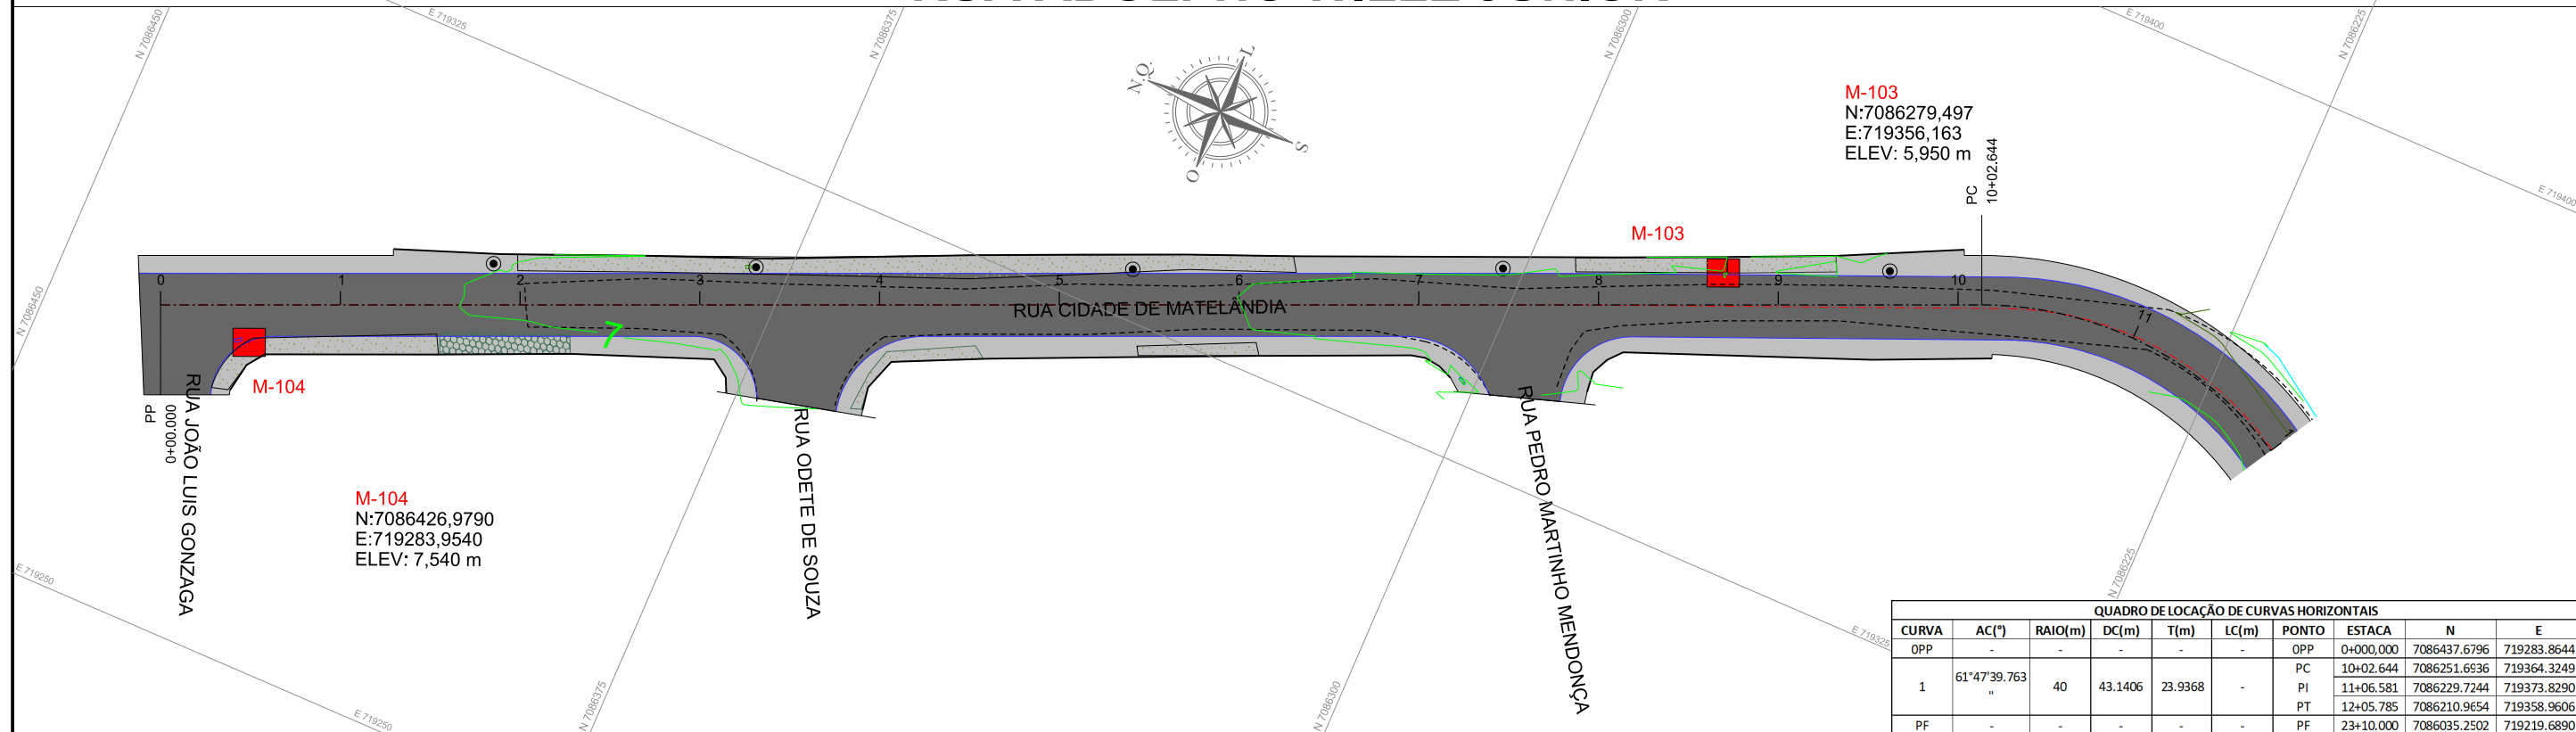 N 7086450
E 719325
N 7086375
N 7086300
E 719400
N 7086225
N.Q.
L
S
O
M-103
N:7086279,497
E:719356,163
ELEV: 5,950 m
PC
10+02.644
E 719400
M-103
0 1 2 3 4 5 6 7 8 9 10 11
RUA CIDADE DE MATELÂNDIA
N 7086450
M-104
PP
0+000.000
RUA JOÃO LUIS GONZAGA
RUA ODETE DE SOUZA
RUA PEDRO MARTINHO MENDONÇA
M-104
N:7086426,9790
E:719283,9540
ELEV: 7,540 m
E 719250
E 719250
N 7086375
N 7086300
E 719325
N 7086225
QUADRO DE LOCAÇÃO DE CURVAS HORIZONTAIS
CURVA AC(°) RAIO(m) DC(m) T(m) LC(m) PONTO ESTACA N E
0PP - - - - - 0PP 0+000,000 7086437.6796 719283.8644
1 61°47'39.763" 40 43.1406 23.9368 - PC 10+02.644 7086251.6936 719364.3249
PI 11+06.581 7086229.7244 719373.8290
PT 12+05.785 7086210.9654 719358.9606
PF - - - - - PF 23+10.000 7086035.2502 719219.6890